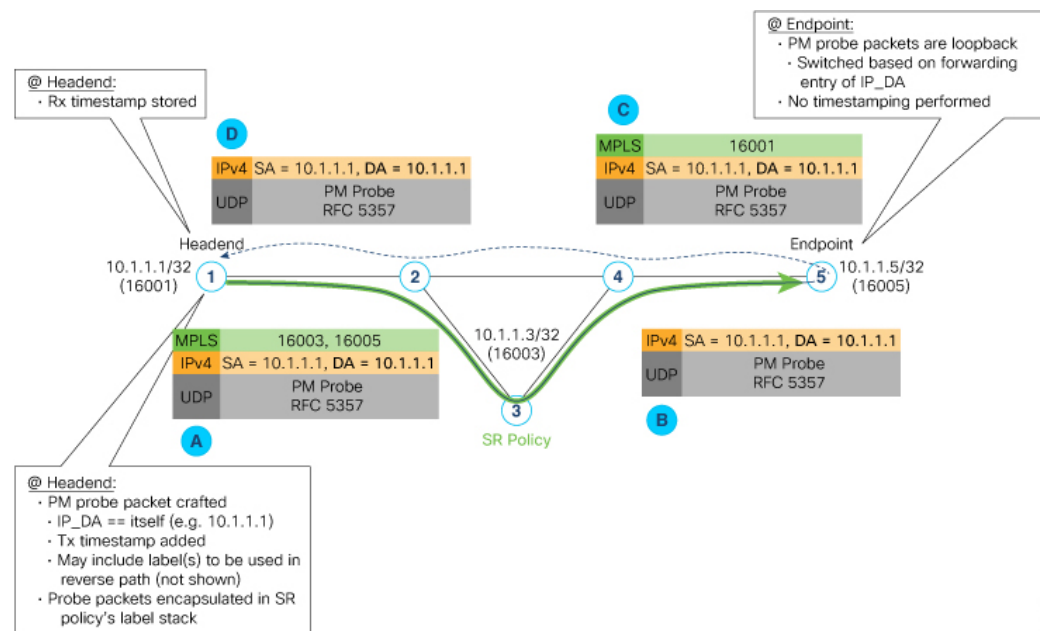 @ Endpoint:
· PM probe packets are loopback
· Switched based on forwarding
entry of IP_DA
· No timestamping performed
@ Headend:
· Rx timestamp stored
D
IPv4 SA = 10.1.1.1, DA = 10.1.1.1
UDP PM Probe
RFC 5357
C
MPLS 16001
IPv4 SA = 10.1.1.1, DA = 10.1.1.1
UDP PM Probe
RFC 5357
Headend
10.1.1.1/32
(16001)
1
2
4
5
Endpoint
10.1.1.5/32
(16005)
10.1.1.3/32
(16003)
3
SR Policy
MPLS 16003, 16005
IPv4 SA = 10.1.1.1, DA = 10.1.1.1
UDP PM Probe
RFC 5357
A
IPv4 SA = 10.1.1.1, DA = 10.1.1.1
UDP PM Probe
RFC 5357
B
@ Headend:
· PM probe packet crafted
· IP_DA == itself (e.g. 10.1.1.1)
· Tx timestamp added
· May include label(s) to be used in
reverse path (not shown)
· Probe packets encapsulated in SR
policy's label stack